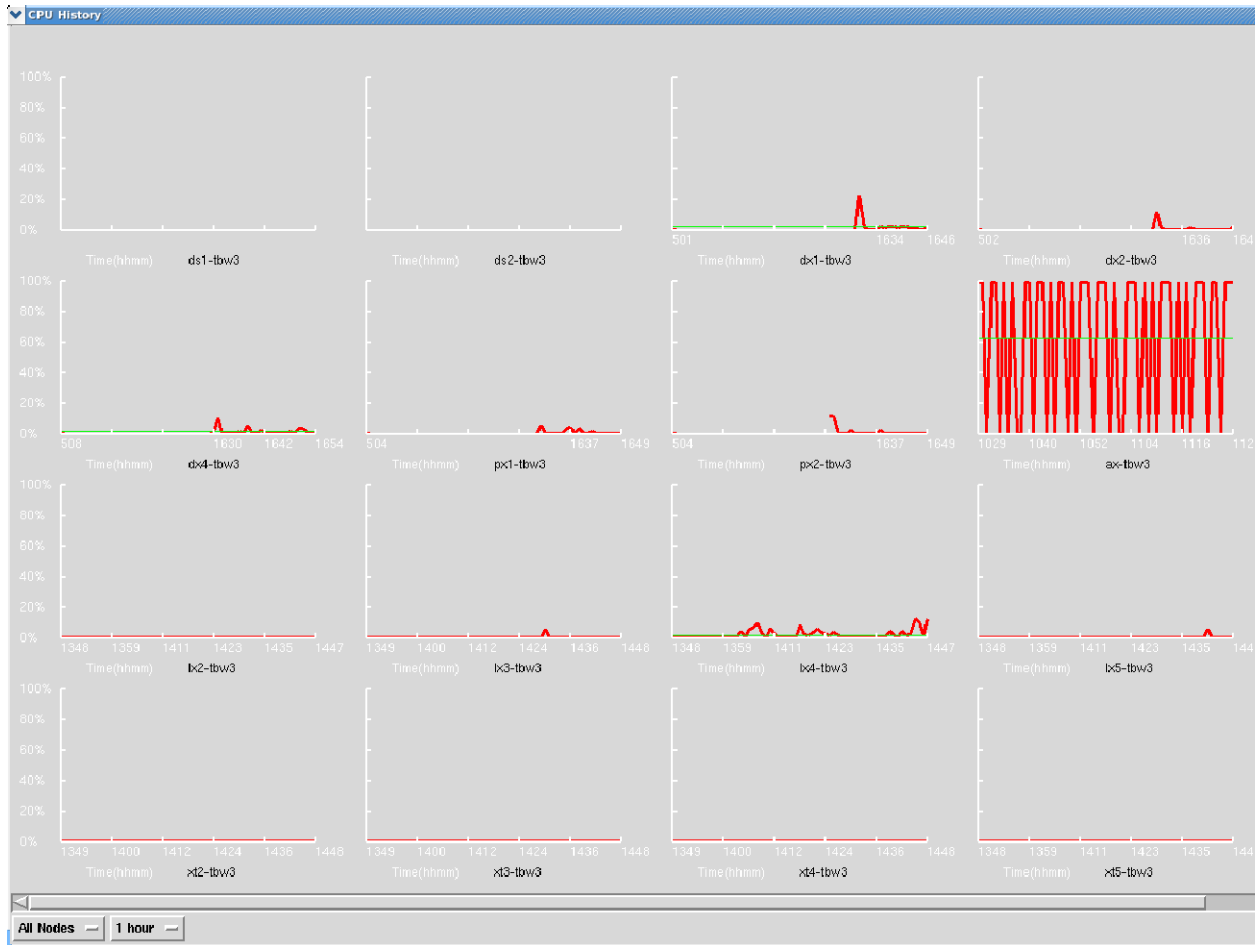 CPU History
100%
80%
60%
40%
20%
0%
501 1634 1646 502 1636 164
Time(hhmm) ds1-tbw3 Time(hhmm) ds2-tbw3 Time(hhmm) dx1-tbw3 Time(hhmm) dx2-tbw3
100%
80%
60%
40%
20%
0%
508 1630 1642 1654 504 1637 1649 504 1637 1649 1029 1040 1052 1104 1116 112
Time(hhmm) dx4-tbw3 Time(hhmm) px1-tbw3 Time(hhmm) px2-tbw3 Time(hhmm) ax-tbw3
100%
80%
60%
40%
20%
0%
1348 1359 1411 1423 1435 1447 1349 1400 1412 1424 1436 1448 1348 1359 1411 1423 1435 1447 1348 1359 1411 1423 1435 144
Time(hhmm) lx2-tbw3 Time(hhmm) lx3-tbw3 Time(hhmm) lx4-tbw3 Time(hhmm) lx5-tbw3
100%
80%
60%
40%
20%
0%
1349 1400 1412 1424 1436 1448 1349 1400 1412 1424 1436 1448 1349 1400 1412 1424 1436 1448 1348 1359 1411 1423 1435 144
Time(hhmm) xt2-tbw3 Time(hhmm) xt3-tbw3 Time(hhmm) xt4-tbw3 Time(hhmm) xt5-tbw3
All Nodes 1 hour